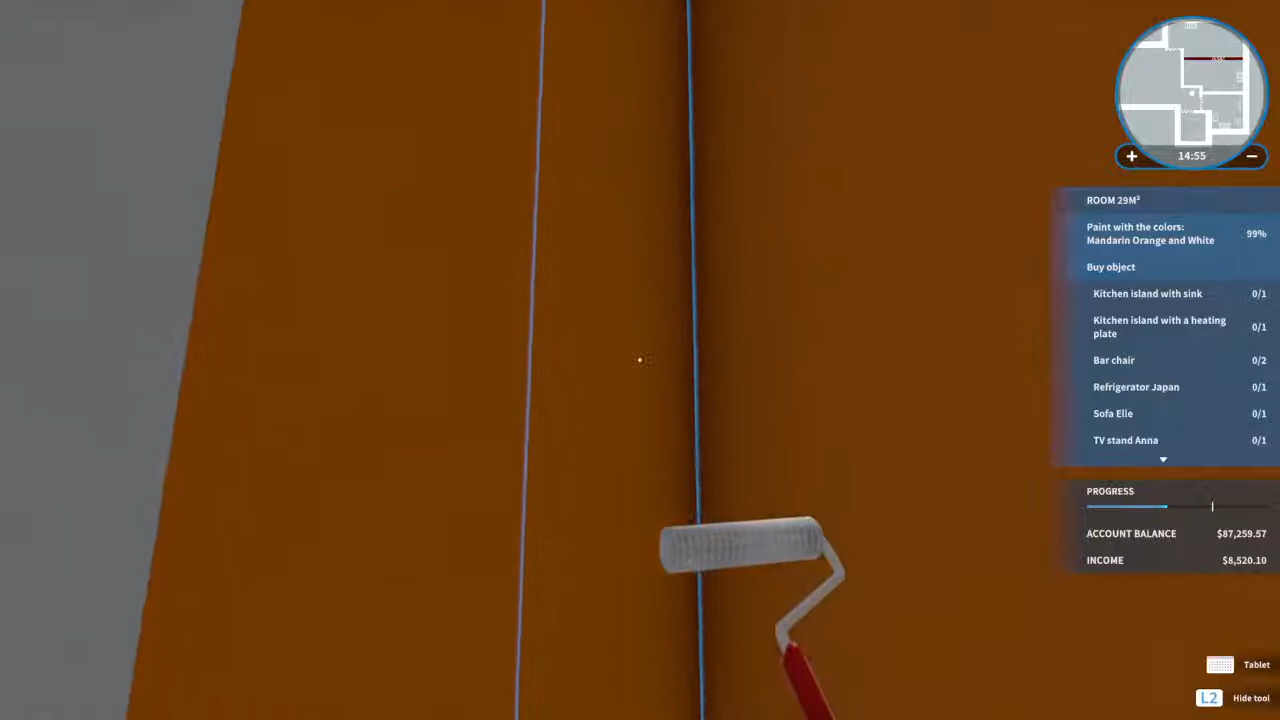 + 14:55 −
ROOM 29M²
Paint with the colors:
Mandarin Orange and White 99%
Buy object
Kitchen island with sink 0/1
Kitchen island with a heating
plate 0/1
Bar chair 0/2
Refrigerator Japan 0/1
Sofa Elle 0/1
TV stand Anna 0/1
PROGRESS
ACCOUNT BALANCE $87,259.57
INCOME $8,520.10
Tablet
L2 Hide tool